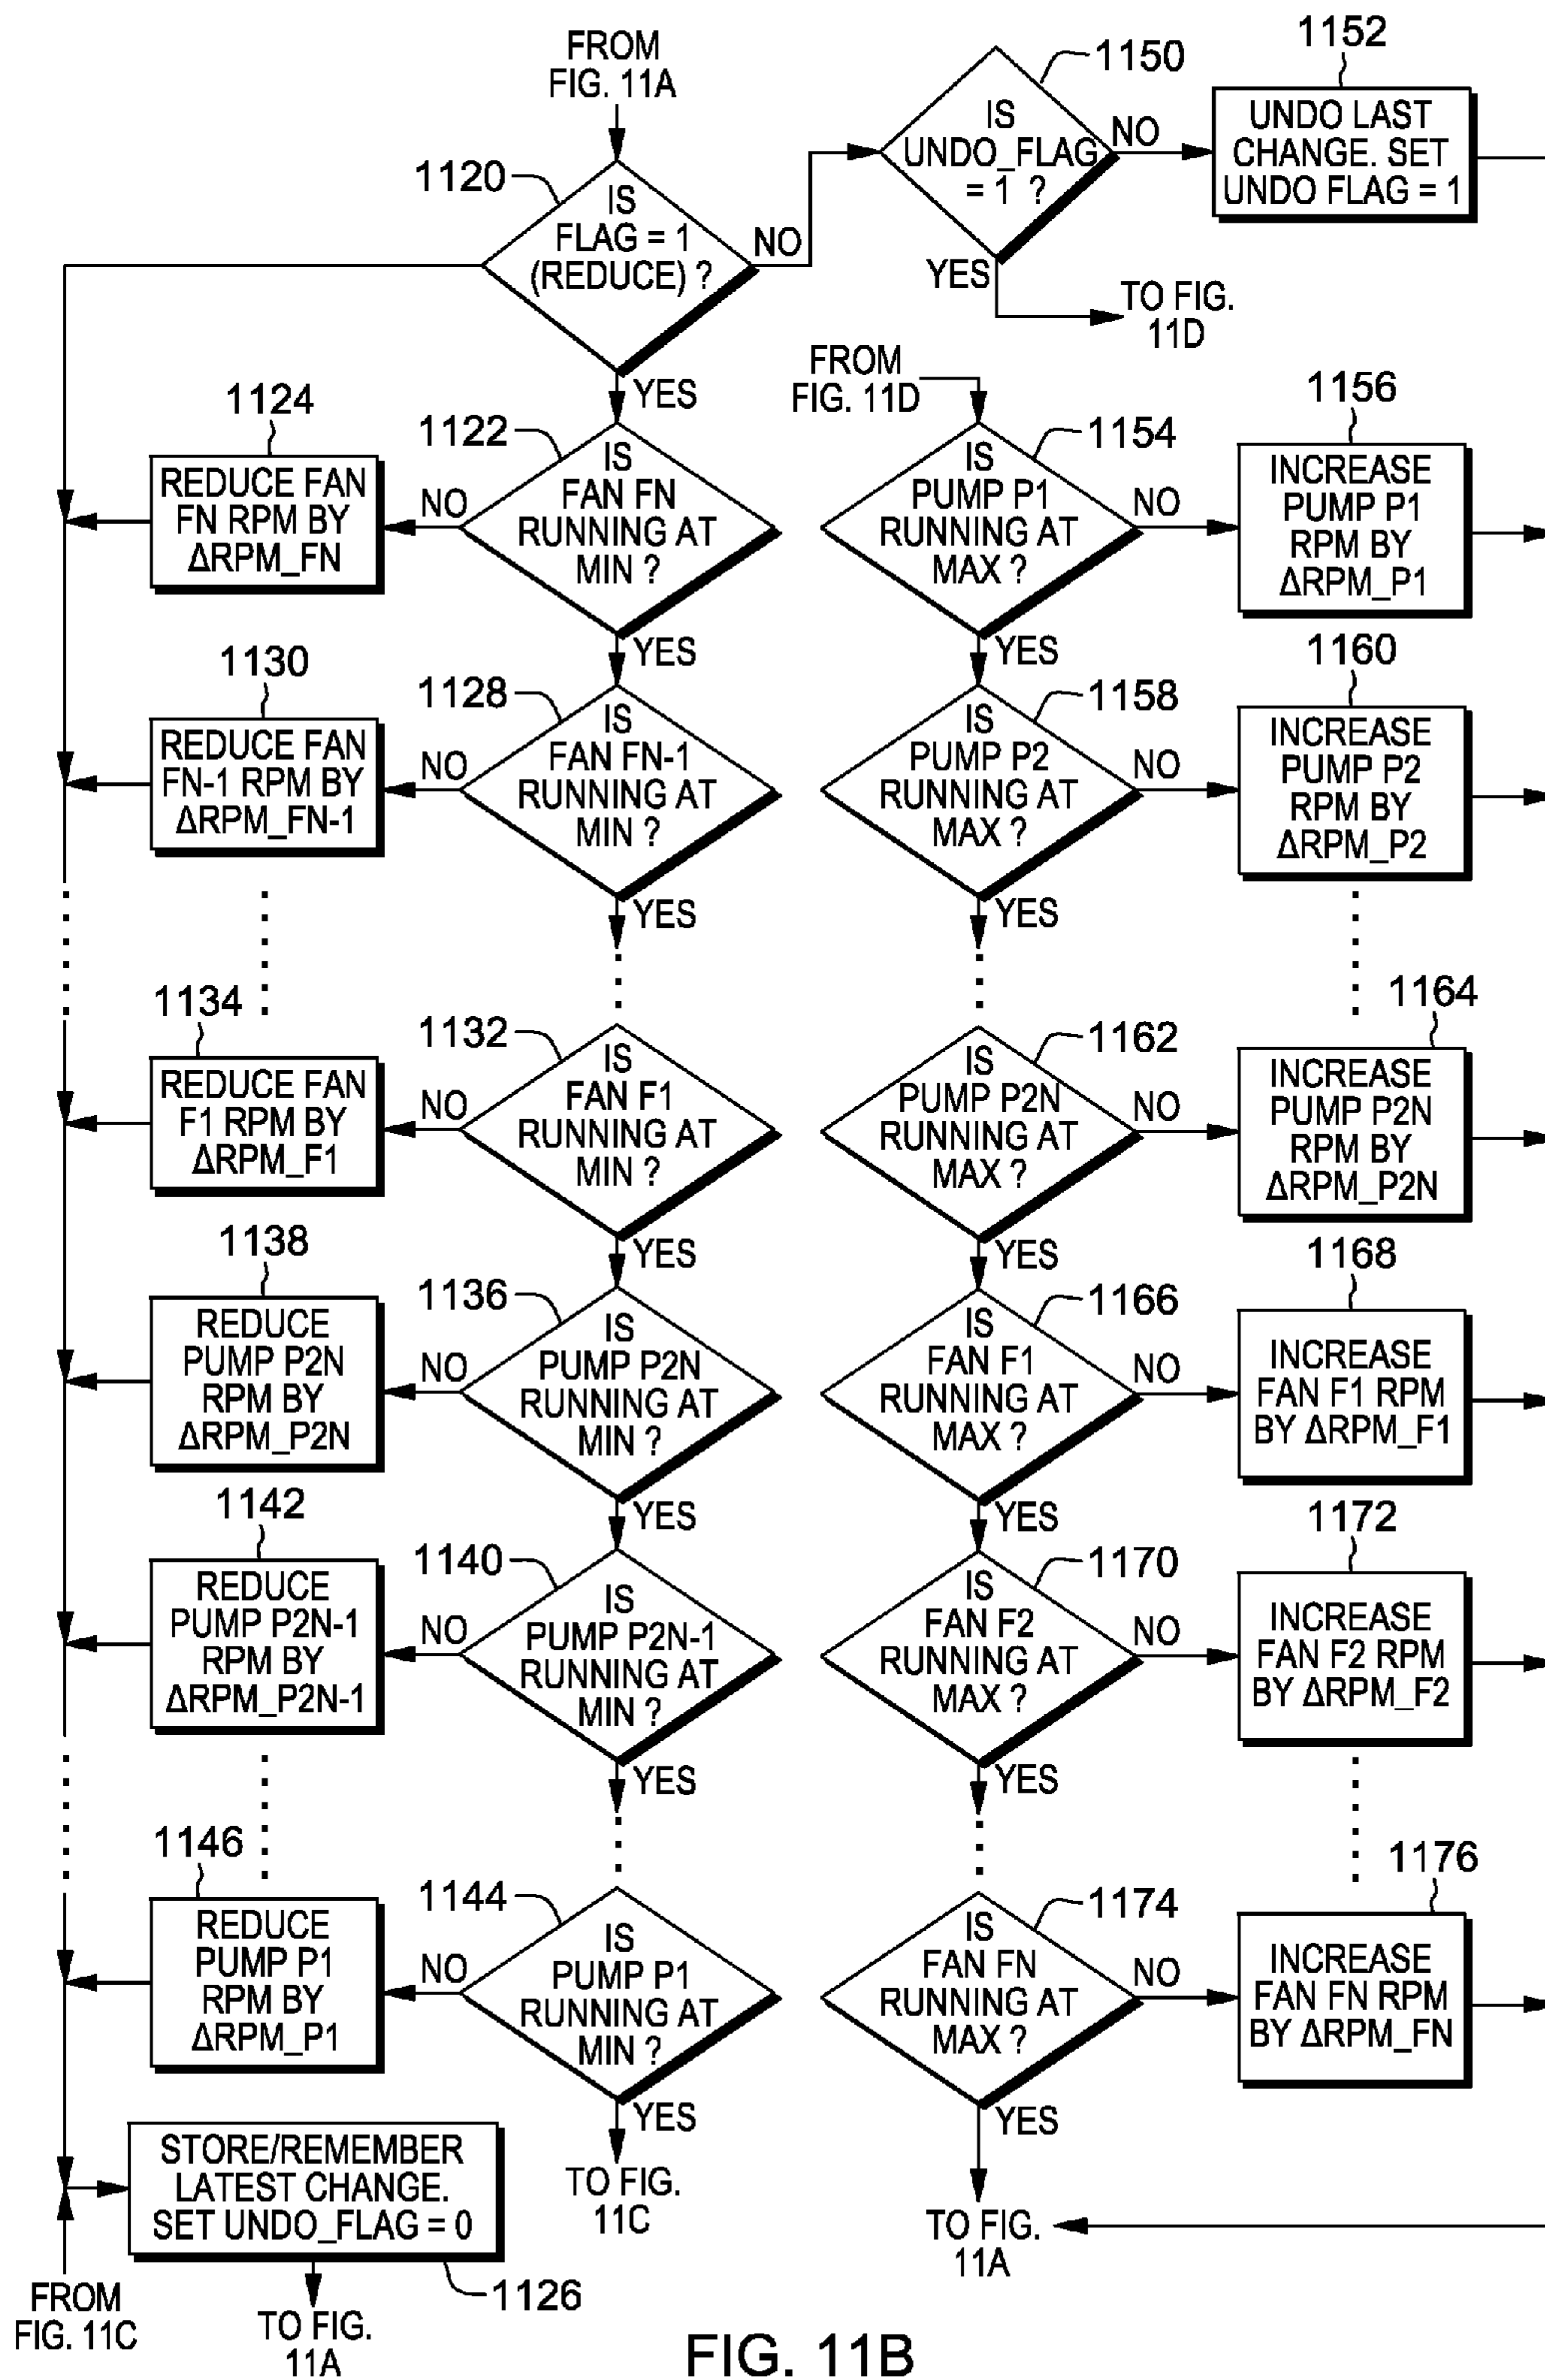 FROM
FIG. 11A
1120
IS
FLAG = 1
(REDUCE) ?
NO
YES
1150
IS
UNDO_FLAG
= 1 ?
NO
YES
TO FIG.
11D
1152
UNDO LAST
CHANGE. SET
UNDO FLAG = 1
1124
REDUCE FAN
FN RPM BY
ΔRPM_FN
NO
1122
IS
FAN FN
RUNNING AT
MIN ?
YES
FROM
FIG. 11D
1154
IS
PUMP P1
RUNNING AT
MAX ?
NO
YES
1156
INCREASE
PUMP P1
RPM BY
ΔRPM_P1
1130
REDUCE FAN
FN-1 RPM BY
ΔRPM_FN-1
NO
1128
IS
FAN FN-1
RUNNING AT
MIN ?
YES
1158
IS
PUMP P2
RUNNING AT
MAX ?
NO
YES
1160
INCREASE
PUMP P2
RPM BY
ΔRPM_P2
1134
REDUCE FAN
F1 RPM BY
ΔRPM_F1
NO
1132
IS
FAN F1
RUNNING AT
MIN ?
YES
1162
IS
PUMP P2N
RUNNING AT
MAX ?
NO
YES
1164
INCREASE
PUMP P2N
RPM BY
ΔRPM_P2N
1138
REDUCE
PUMP P2N
RPM BY
ΔRPM_P2N
NO
1136
IS
PUMP P2N
RUNNING AT
MIN ?
YES
1166
IS
FAN F1
RUNNING AT
MAX ?
NO
YES
1168
INCREASE
FAN F1 RPM
BY ΔRPM_F1
1142
REDUCE
PUMP P2N-1
RPM BY
ΔRPM_P2N-1
NO
1140
IS
PUMP P2N-1
RUNNING AT
MIN ?
YES
1170
IS
FAN F2
RUNNING AT
MAX ?
NO
YES
1172
INCREASE
FAN F2 RPM
BY ΔRPM_F2
1146
REDUCE
PUMP P1
RPM BY
ΔRPM_P1
NO
1144
IS
PUMP P1
RUNNING AT
MIN ?
YES
TO FIG.
11C
1174
IS
FAN FN
RUNNING AT
MAX ?
NO
YES
TO FIG.
11A
1176
INCREASE
FAN FN RPM
BY ΔRPM_FN
STORE/REMEMBER
LATEST CHANGE.
SET UNDO_FLAG = 0
1126
FROM
FIG. 11C
TO FIG.
11A
FIG. 11B